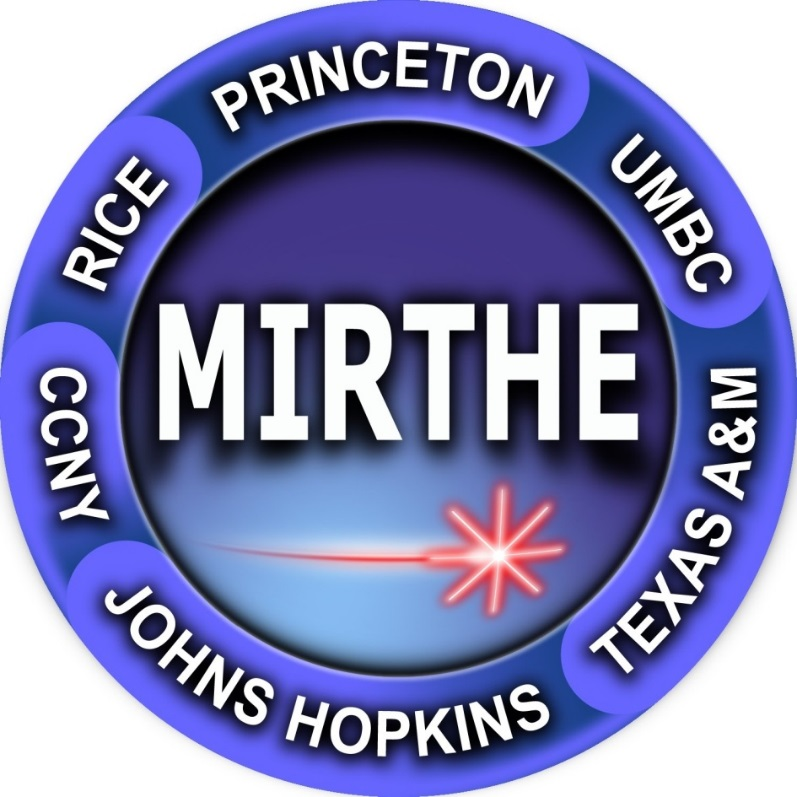 PRINCETON
UMBC
TEXAS A&M
JOHNS HOPKINS
CCNY
RICE
MIRTHE